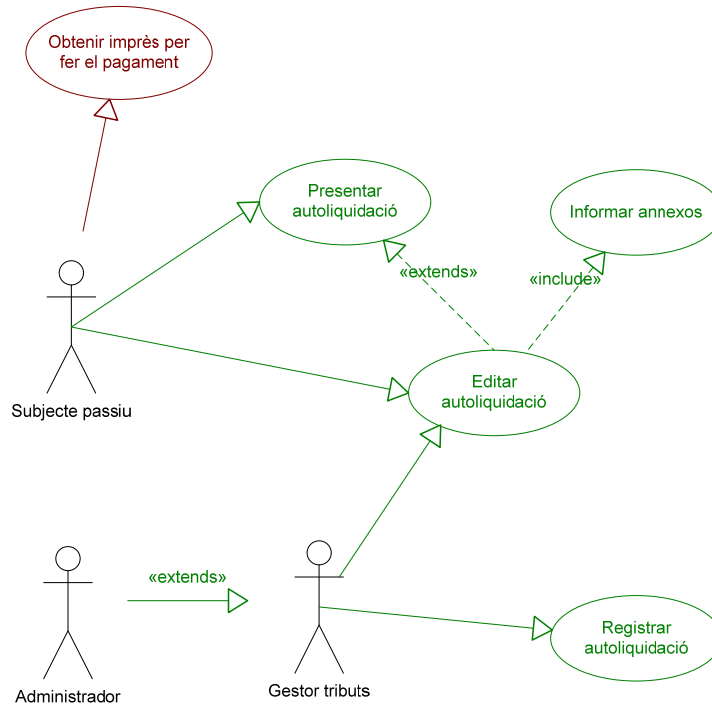 Obtenir imprès per
fer el pagament
Presentar
autoliquidació
Informar annexos
«extends»
«include»
Editar
autoliquidació
Subjecte passiu
«extends»
Registrar
autoliquidació
Administrador
Gestor tributs